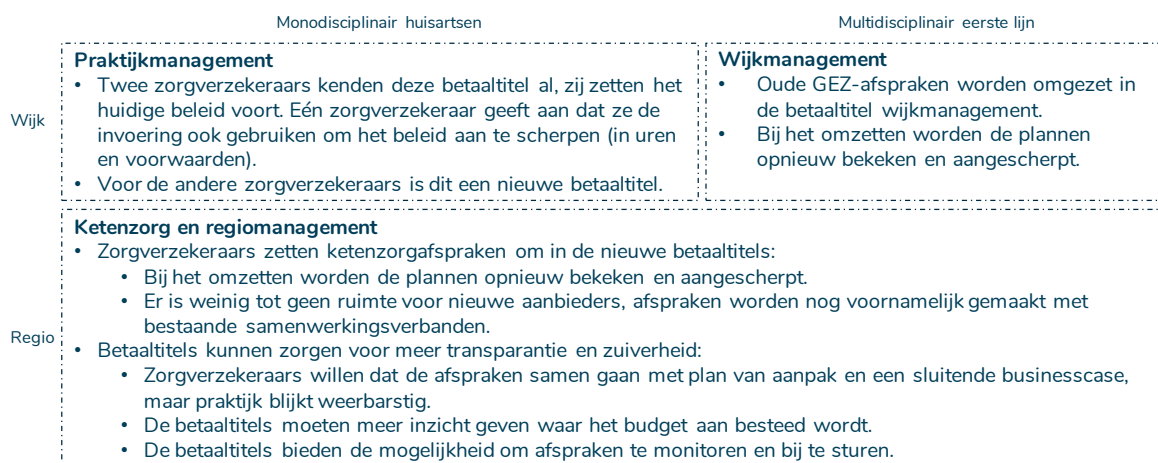 Monodisciplinair huisartsen
Multidisciplinair eerste lijn
Wijk
Praktijkmanagement
• Twee zorgverzekeraars kenden deze betaaltitel al, zij zetten het
huidige beleid voort. Eén zorgverzekeraar geeft aan dat ze de
invoering ook gebruiken om het beleid aan te scherpen (in uren
en voorwaarden).
• Voor de andere zorgverzekeraars is dit een nieuwe betaaltitel.
Wijkmanagement
• Oude GEZ-afspraken worden omgezet in
de betaaltitel wijkmanagement.
• Bij het omzetten worden de plannen
opnieuw bekeken en aangescherpt.
Regio
Ketenzorg en regiomanagement
• Zorgverzekeraars zetten ketenzorgafspraken om in de nieuwe betaaltitels:
• Bij het omzetten worden de plannen opnieuw bekeken en aangescherpt.
• Er is weinig tot geen ruimte voor nieuwe aanbieders, afspraken worden nog voornamelijk gemaakt met
bestaande samenwerkingsverbanden.
• Betaaltitels kunnen zorgen voor meer transparantie en zuiverheid:
• Zorgverzekeraars willen dat de afspraken samen gaan met plan van aanpak en een sluitende businesscase,
maar praktijk blijkt weerbarstig.
• De betaaltitels moeten meer inzicht geven waar het budget aan besteed wordt.
• De betaaltitels bieden de mogelijkheid om afspraken te monitoren en bij te sturen.